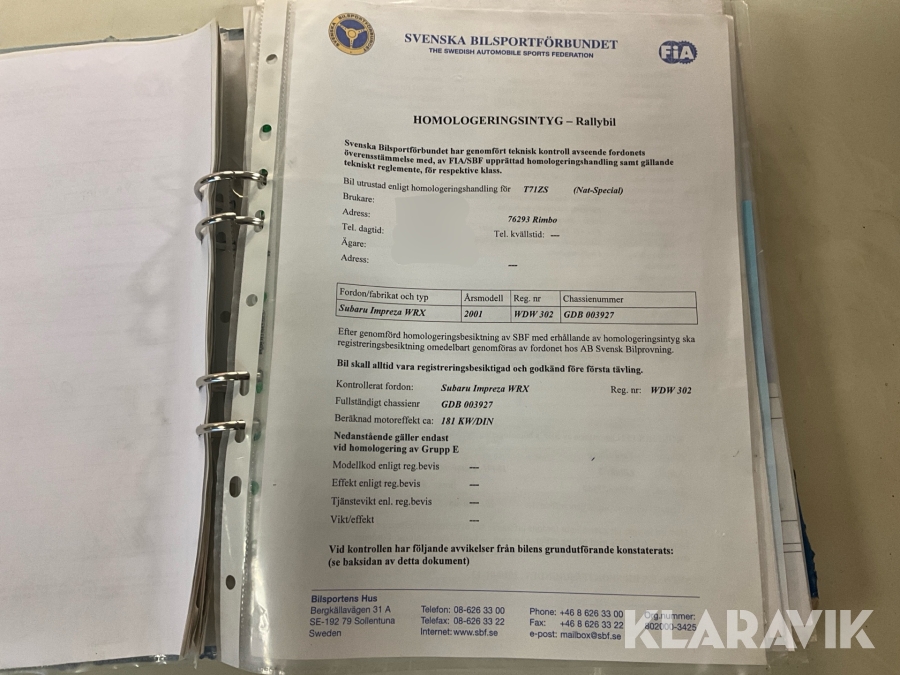 SVENSKA BILSPORTFÖRBUNDET
THE SWEDISH AUTOMOBILE SPORTS FEDERATION
FiA
HOMOLOGERINGSINTYG – Rallybil
Svenska Bilsportförbundet har genomfört teknisk kontroll avseende fordonets
överensstämmelse med, av FIA/SBF upprättad homologeringshandling samt gällande
tekniskt reglemente, för respektive klass.
Bil utrustad enligt homologeringshandling för T71ZS (Nat-Special)
Brukare:
Adress: 76293 Rimbo
Tel. dagtid: Tel. kvällstid: ---
Ägare:
Adress: ---
Fordon/fabrikat och typ Årsmodell Reg. nr Chassienummer
Subaru Impreza WRX 2001 WDW 302 GDB 003927
Efter genomförd homologeringsbesiktning av SBF med erhållande av homologeringsintyg ska
registreringsbesiktning omedelbart genomföras av fordonet hos AB Svensk Bilprovning.
Bil skall alltid vara registreringsbesiktigad och godkänd före första tävling.
Kontrollerat fordon: Subaru Impreza WRX Reg. nr: WDW 302
Fullständigt chassienr GDB 003927
Beräknad motoreffekt ca: 181 KW/DIN
Nedanstående gäller endast
vid homologering av Grupp E
Modellkod enligt reg.bevis ---
Effekt enligt reg.bevis ---
Tjänstevikt enl. reg.bevis ---
Vikt/effekt ---
Vid kontrollen har följande avvikelser från bilens grundutförande konstaterats:
(se baksidan av detta dokument)
Bilsportens Hus
Bergkällavägen 31 A Telefon: 08-626 33 00 Phone: +46 8 626 33 00 Org.nummer:
SE-192 79 Sollentuna Telefax: 08-626 33 22 Fax: +46 8 626 33 22 802000-3425
Sweden Internet: www.sbf.se e-post: mailbox@sbf.se
KLARAVIK